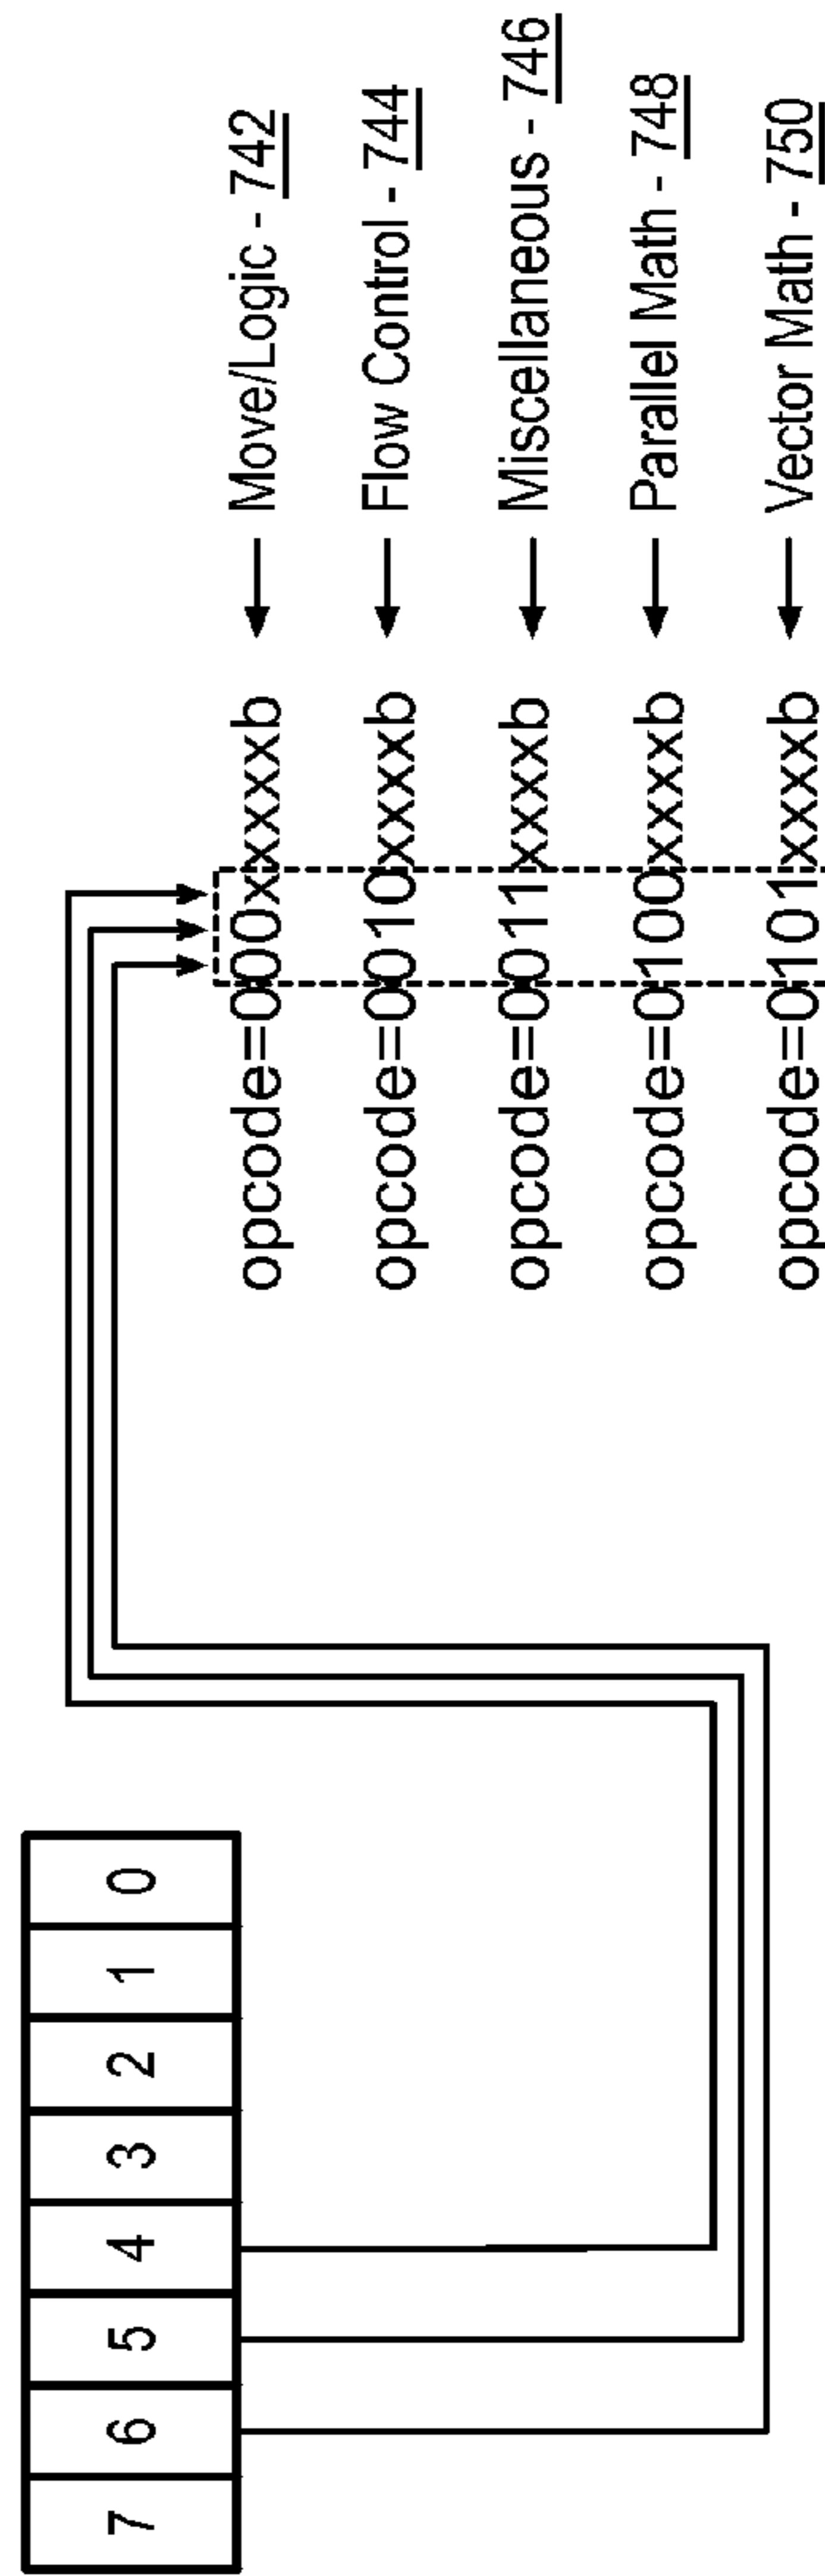 7 6 5 4 3 2 1 0
opcode=000xxxxxb ← Move/Logic - 742
opcode=0010xxxxb ← Flow Control - 744
opcode=0011xxxxb ← Miscellaneous - 746
opcode=0100xxxxb ← Parallel Math - 748
opcode=0101xxxxb ← Vector Math - 750